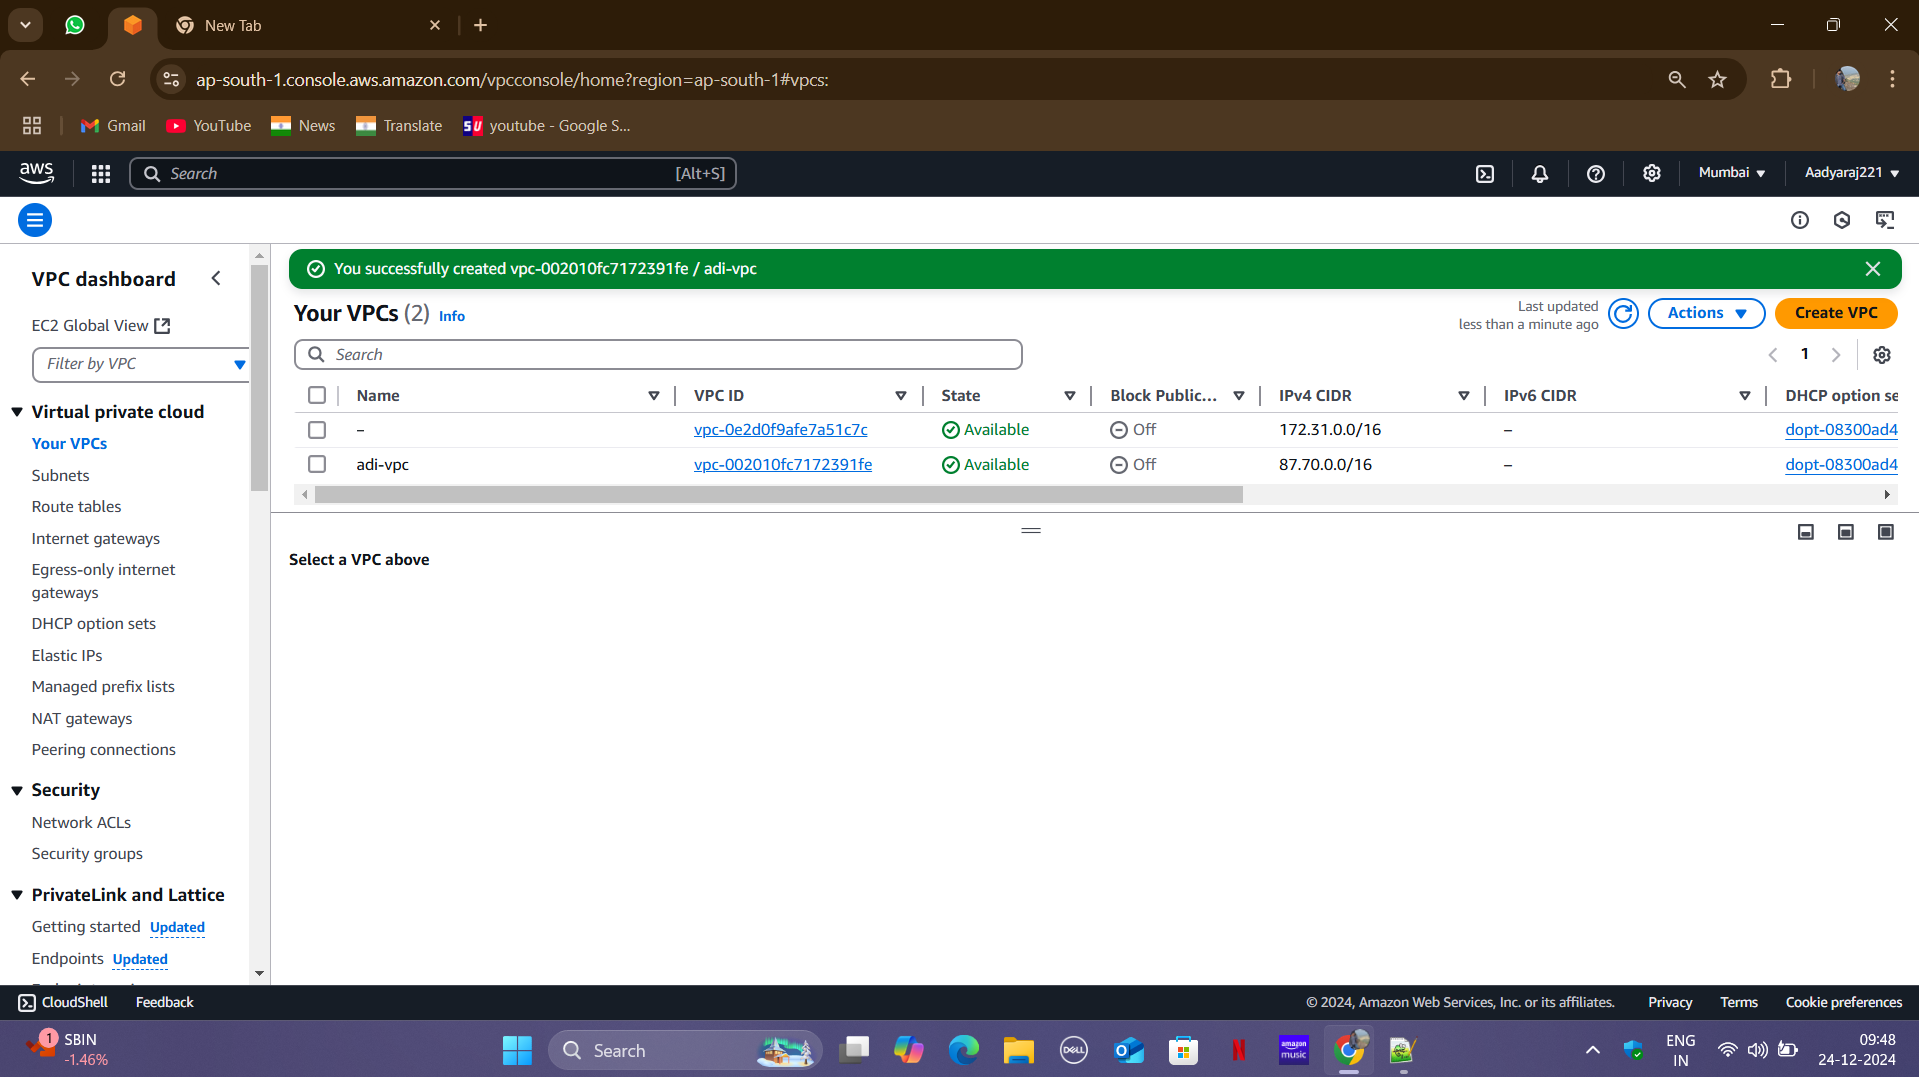 New Tab
ap-south-1.console.aws.amazon.com/vpcconsole/home?region=ap-south-1#vpcs:
Gmail YouTube News Translate SU youtube - Google S...
aws Search [Alt+S] Mumbai Aadyaraj221
VPC dashboard
EC2 Global View
Filter by VPC
Virtual private cloud
Your VPCs
Subnets
Route tables
Internet gateways
Egress-only internet
gateways
DHCP option sets
Elastic IPs
Managed prefix lists
NAT gateways
Peering connections
Security
Network ACLs
Security groups
PrivateLink and Lattice
Getting started Updated
Endpoints Updated
You successfully created vpc-002010fc7172391fe / adi-vpc
Your VPCs (2) Info
Last updated
less than a minute ago
Actions
Create VPC
Search
1
Name VPC ID State Block Public... IPv4 CIDR IPv6 CIDR DHCP option se
– vpc-0e2d0f9afe7a51c7c Available Off 172.31.0.0/16 – dopt-08300ad4
adi-vpc vpc-002010fc7172391fe Available Off 87.70.0.0/16 – dopt-08300ad4
Select a VPC above
CloudShell Feedback © 2024, Amazon Web Services, Inc. or its affiliates. Privacy Terms Cookie preferences
1 SBIN
-1.46%
Search
DELL
amazon
music
ENG
IN
09:48
24-12-2024